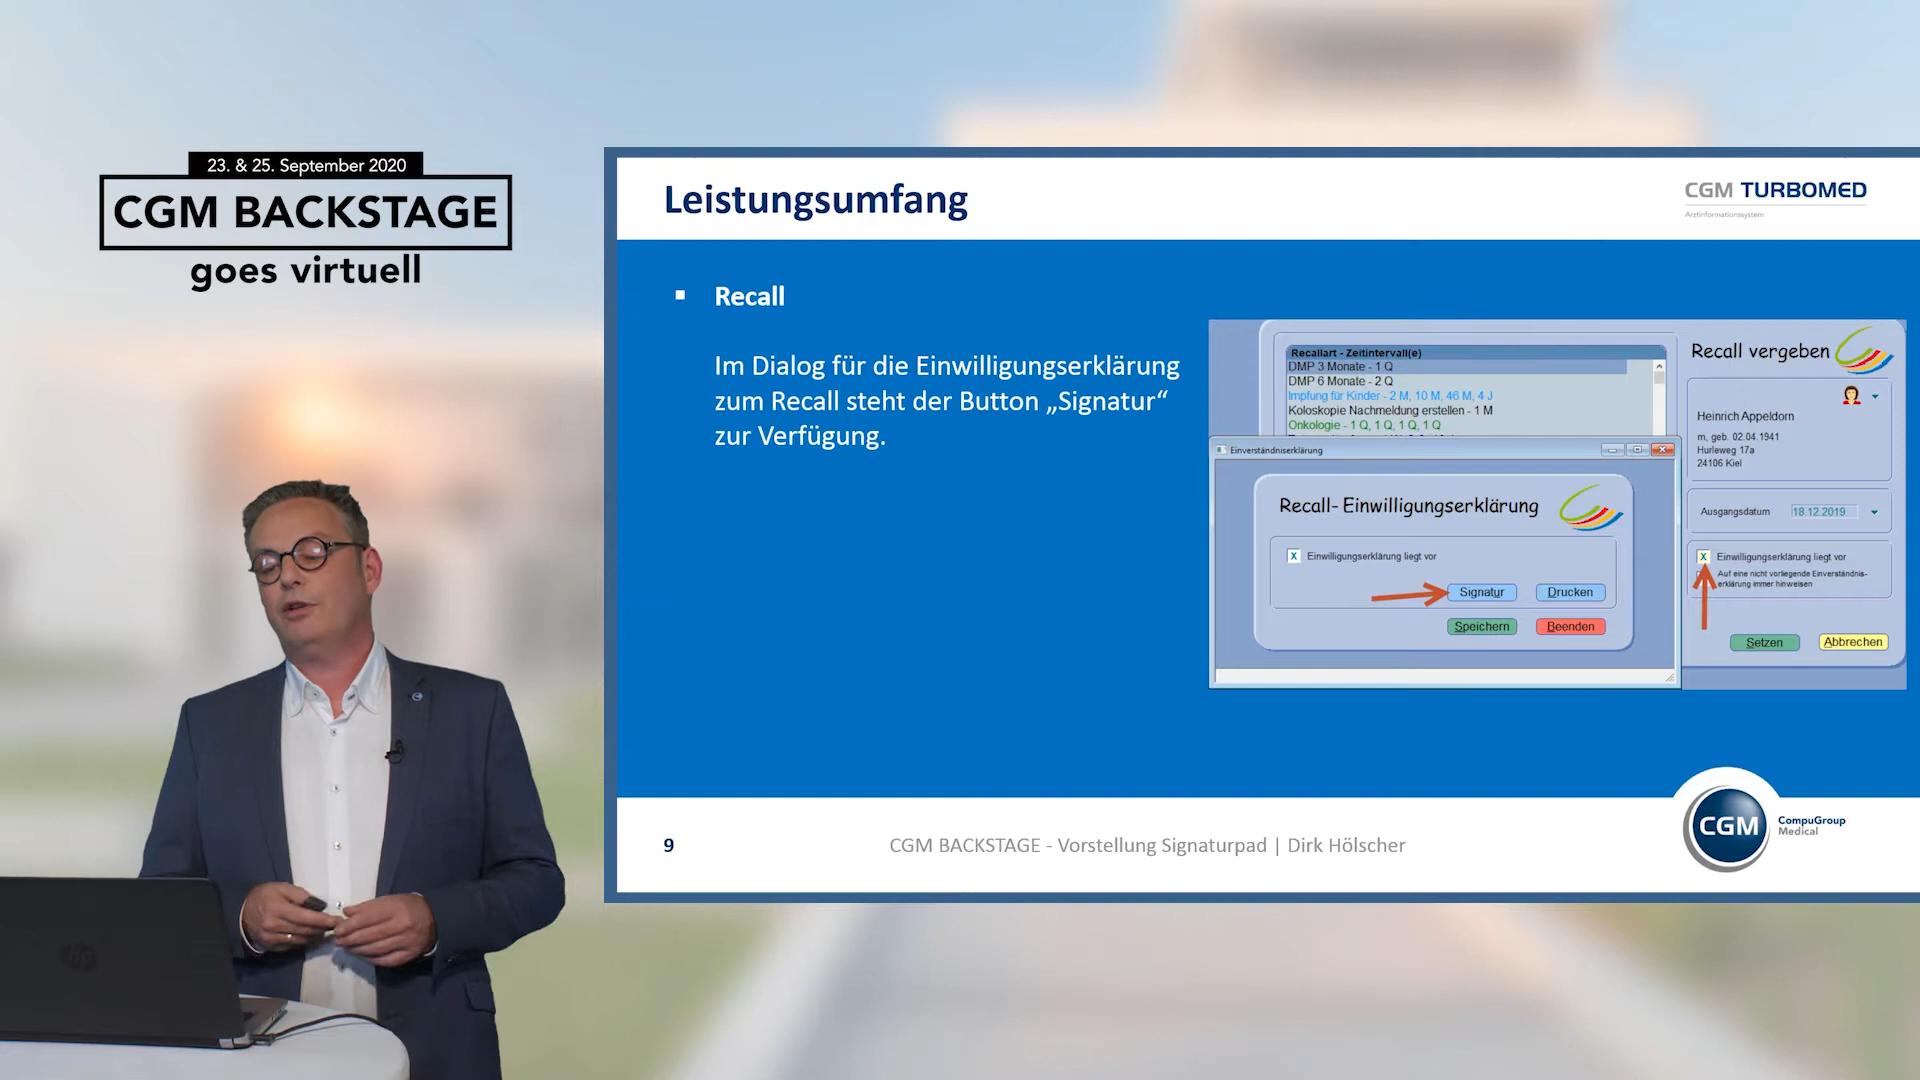 23. & 25. September 2020
CGM BACKSTAGE
goes virtuell
Leistungsumfang
CGM TURBOMED
Arztinformationssystem
▪ Recall
Im Dialog für die Einwilligungserklärung
zum Recall steht der Button „Signatur“
zur Verfügung.
Recallart - Zeitintervall(e)
DMP 3 Monate - 1 Q
DMP 6 Monate - 2 Q
Impfung für Kinder - 2 M, 10 M, 46 M, 4 J
Koloskopie Nachmeldung erstellen - 1 M
Onkologie - 1 Q, 1 Q, 1 Q, 1 Q
Einverständniserklärung
Recall- Einwilligungserklärung
X Einwilligungserklärung liegt vor
Signatur Drucken
Speichern Beenden
Recall vergeben
Heinrich Appeldorn
m, geb. 02.04.1941
Hurleweg 17a
24106 Kiel
Ausgangsdatum 18.12.2019
X Einwilligungserklärung liegt vor
Auf eine nicht vorliegende Einverständnis-
erklärung immer hinweisen
Setzen Abbrechen
9
CGM BACKSTAGE - Vorstellung Signaturpad | Dirk Hölscher
CGM
CompuGroup
Medical
hp